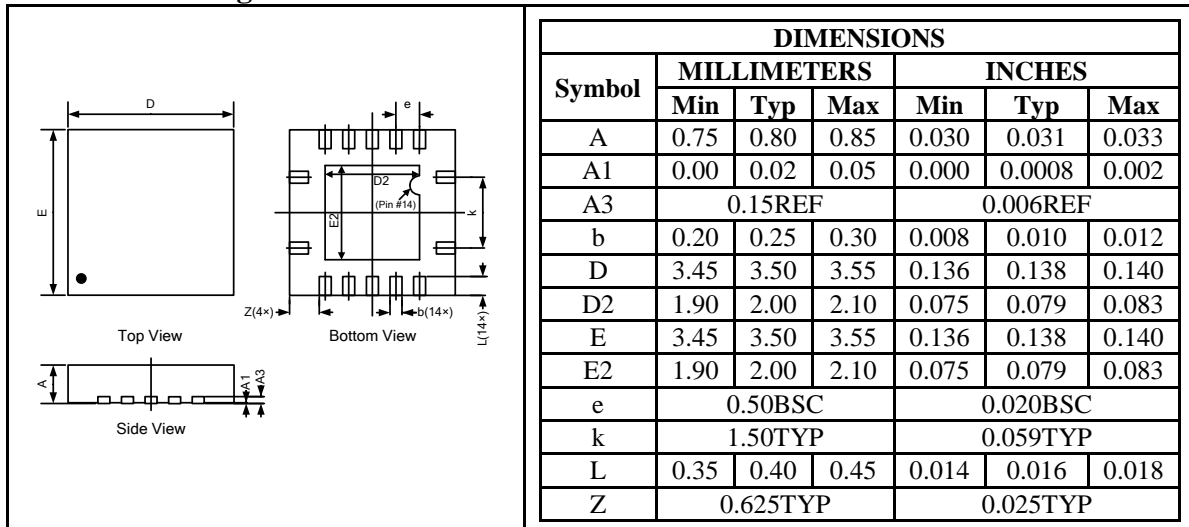 D
e
E
D2
(Pin #14)
E2
k
Z(4×)
b(14×)
L(14×)
Top View
Bottom View
A
A1
A3
Side View
DIMENSIONS
Symbol MILLIMETERS INCHES
Min Typ Max Min Typ Max
A 0.75 0.80 0.85 0.030 0.031 0.033
A1 0.00 0.02 0.05 0.000 0.0008 0.002
A3 0.15REF 0.006REF
b 0.20 0.25 0.30 0.008 0.010 0.012
D 3.45 3.50 3.55 0.136 0.138 0.140
D2 1.90 2.00 2.10 0.075 0.079 0.083
E 3.45 3.50 3.55 0.136 0.138 0.140
E2 1.90 2.00 2.10 0.075 0.079 0.083
e 0.50BSC 0.020BSC
k 1.50TYP 0.059TYP
L 0.35 0.40 0.45 0.014 0.016 0.018
Z 0.625TYP 0.025TYP